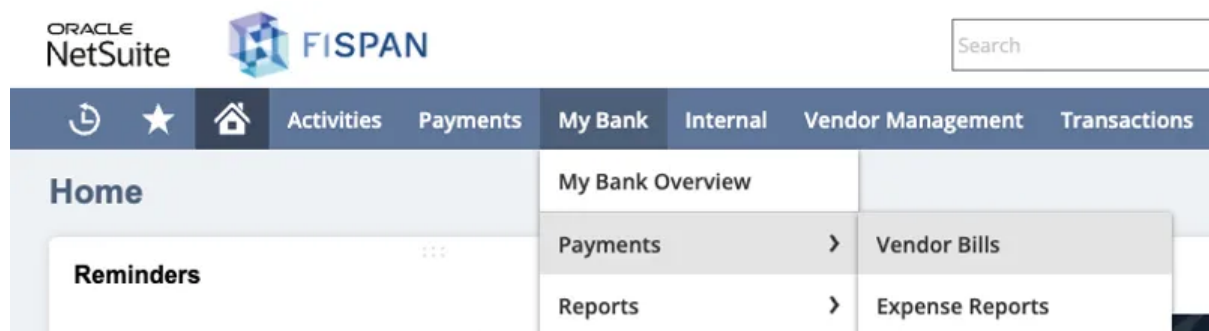 ORACLE
NetSuite
FISPAN
Search
Activities Payments My Bank Internal Vendor Management Transactions
Home
My Bank Overview
Payments Vendor Bills
Reminders
Reports Expense Reports